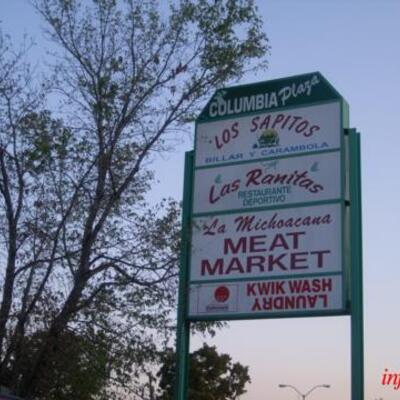 COLUMBIA Plaza
LOS SAPITOS
BILLAR Y CARAMBOLA
Las Ranitas
RESTAURANTE
DEPORTIVO
La Michoacana
MEAT
MARKET
KWIK WASH
LAUNDRY
inf